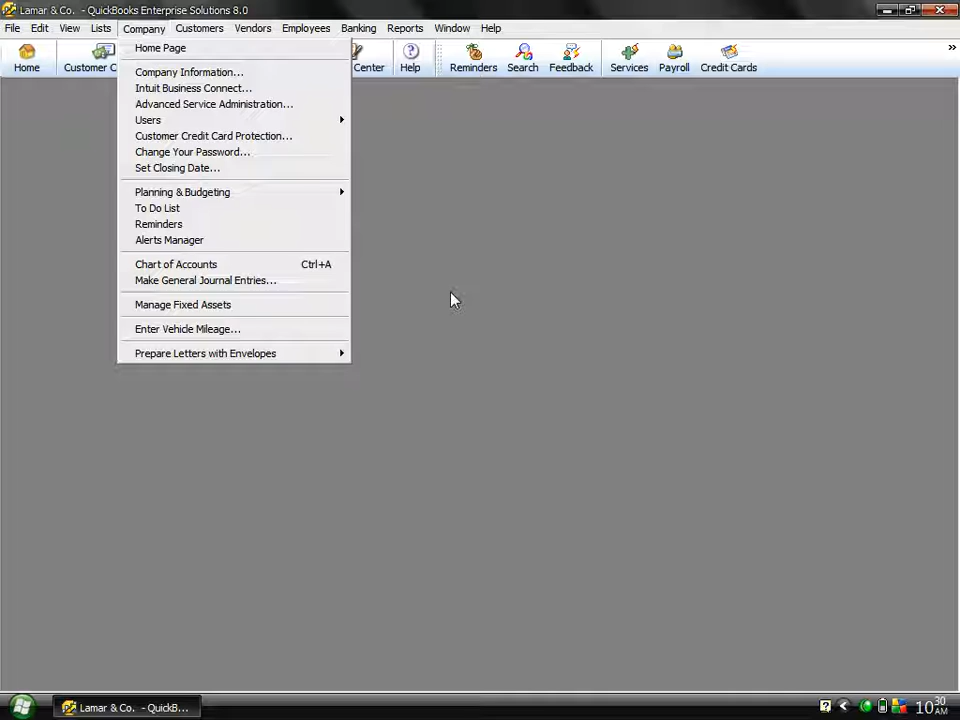 Lamar & Co. - QuickBooks Enterprise Solutions 8.0
File Edit View Lists Company Customers Vendors Employees Banking Reports Window Help
Home Customer C Center Help Reminders Search Feedback Services Payroll Credit Cards »
Home Page
Company Information...
Intuit Business Connect...
Advanced Service Administration...
Users
Customer Credit Card Protection...
Change Your Password...
Set Closing Date...
Planning & Budgeting
To Do List
Reminders
Alerts Manager
Chart of Accounts Ctrl+A
Make General Journal Entries...
Manage Fixed Assets
Enter Vehicle Mileage...
Prepare Letters with Envelopes
Lamar & Co. - QuickB... 10 30 AM